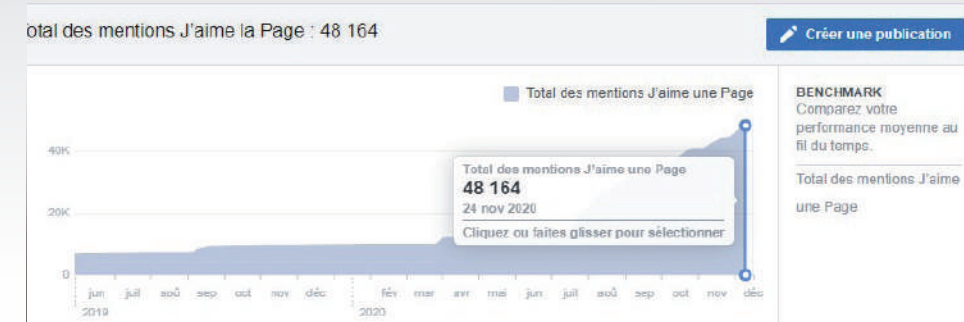 otal des mentions J'aime la Page : 48 164
Créer une publication
Total des mentions J'aime une Page
BENCHMARK
Comparez votre
performance moyenne au
fil du temps.
Total des mentions J'aime
une Page
40K
20K
0
Total des mentions J'aime une Page
48 164
24 nov 2020
Cliquez ou faites glisser pour sélectionner
jun juil aoû sep oct nov déc fév mar avr mai jun juil aoû sep oct nov déc
2019 2020